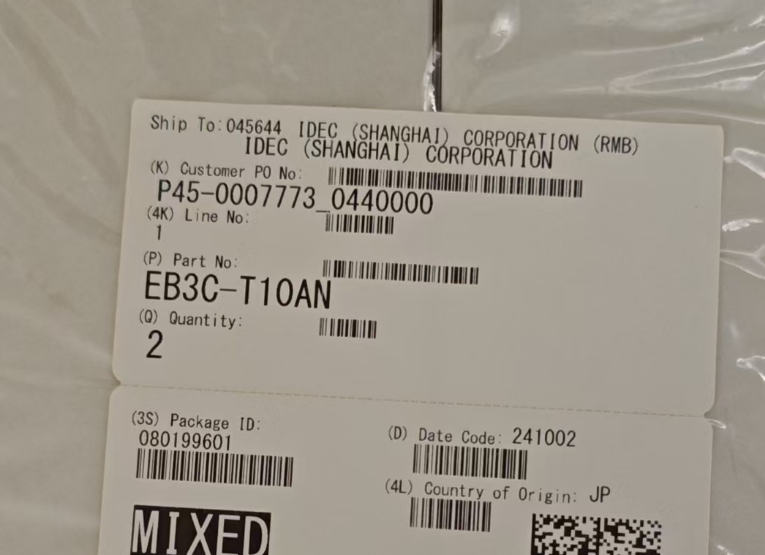 Ship To:045644 IDEC (SHANGHAI) CORPORATION (RMB)
IDEC (SHANGHAI) CORPORATION
(K) Customer PO No:
P45-0007773_0440000
(4K) Line No:
1
(P) Part No:
EB3C-T10AN
(Q) Quantity:
2
(3S) Package ID:
080199601
(D) Date Code: 241002
(4L) Country of Origin: JP
MIXED